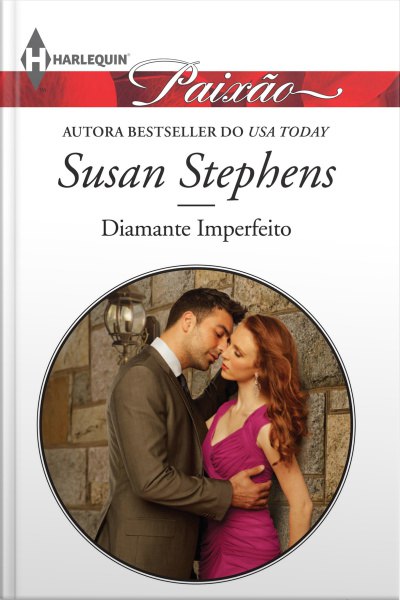 HARLEQUIN®
Paixão
AUTORA BESTSELLER DO USA TODAY
Susan Stephens
Diamante Imperfeito